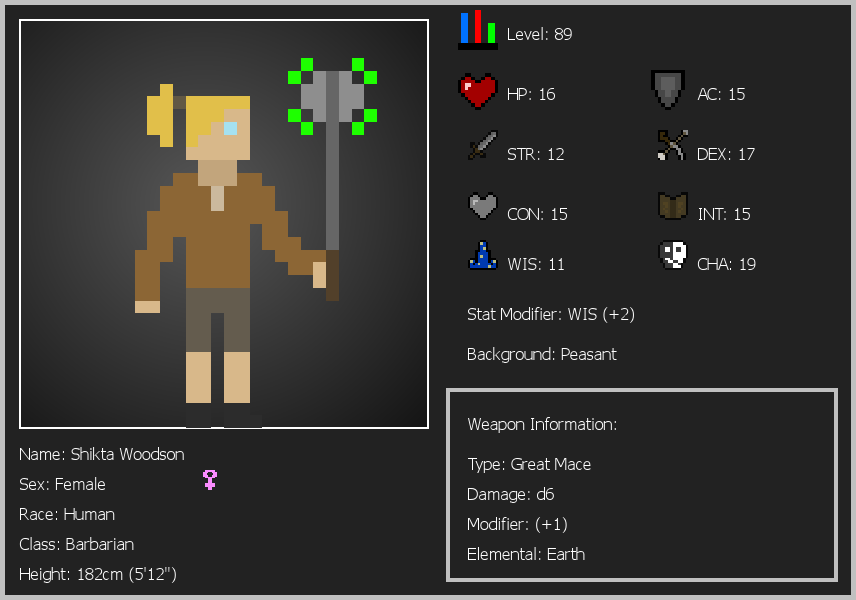 Level: 89
HP: 16
AC: 15
STR: 12
DEX: 17
CON: 15
INT: 15
WIS: 11
CHA: 19
Stat Modifier: WIS (+2)
Background: Peasant
Name: Shikta Woodson
Sex: Female
Race: Human
Class: Barbarian
Height: 182cm (5'12")
Weapon Information:
Type: Great Mace
Damage: d6
Modifier: (+1)
Elemental: Earth